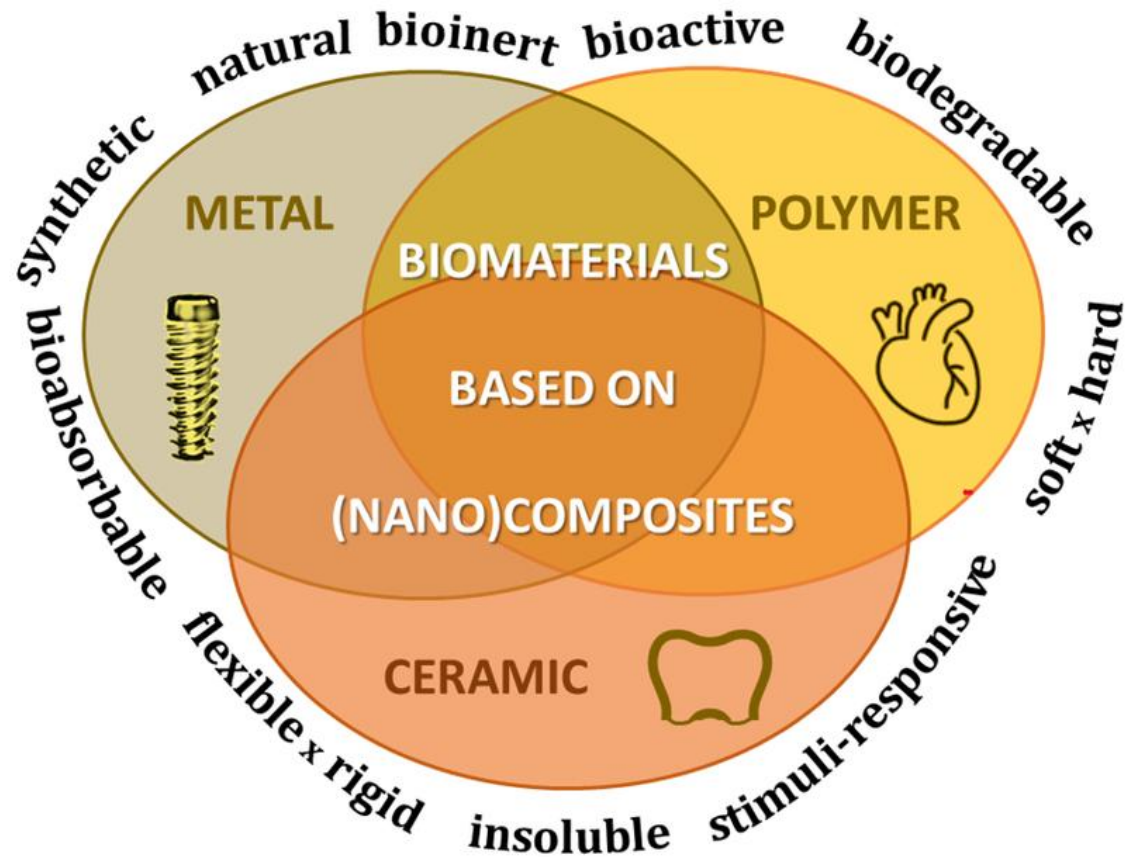 synthetic
natural
bioinert
bioactive
biodegradable
soft x hard
stimuli-responsive
insoluble
flexible x rigid
bioabsorbable
METAL
POLYMER
BIOMATERIALS
BASED ON
(NANO)COMPOSITES
CERAMIC